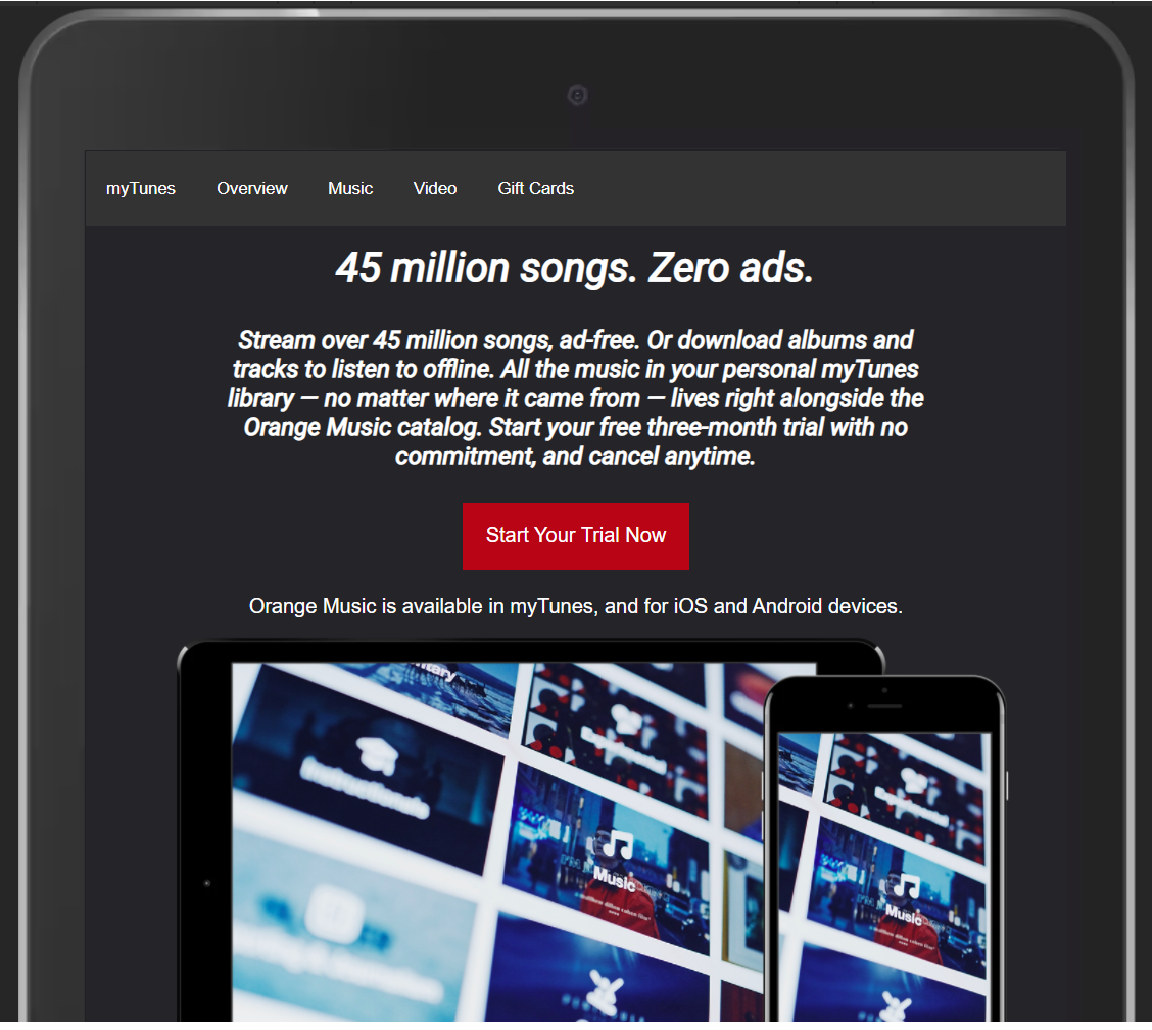 myTunes Overview Music Video Gift Cards
45 million songs. Zero ads.
Stream over 45 million songs, ad-free. Or download albums and
tracks to listen to offline. All the music in your personal myTunes
library — no matter where it came from — lives right alongside the
Orange Music catalog. Start your free three-month trial with no
commitment, and cancel anytime.
Start Your Trial Now
Orange Music is available in myTunes, and for iOS and Android devices.
Instructionals
Music
Music